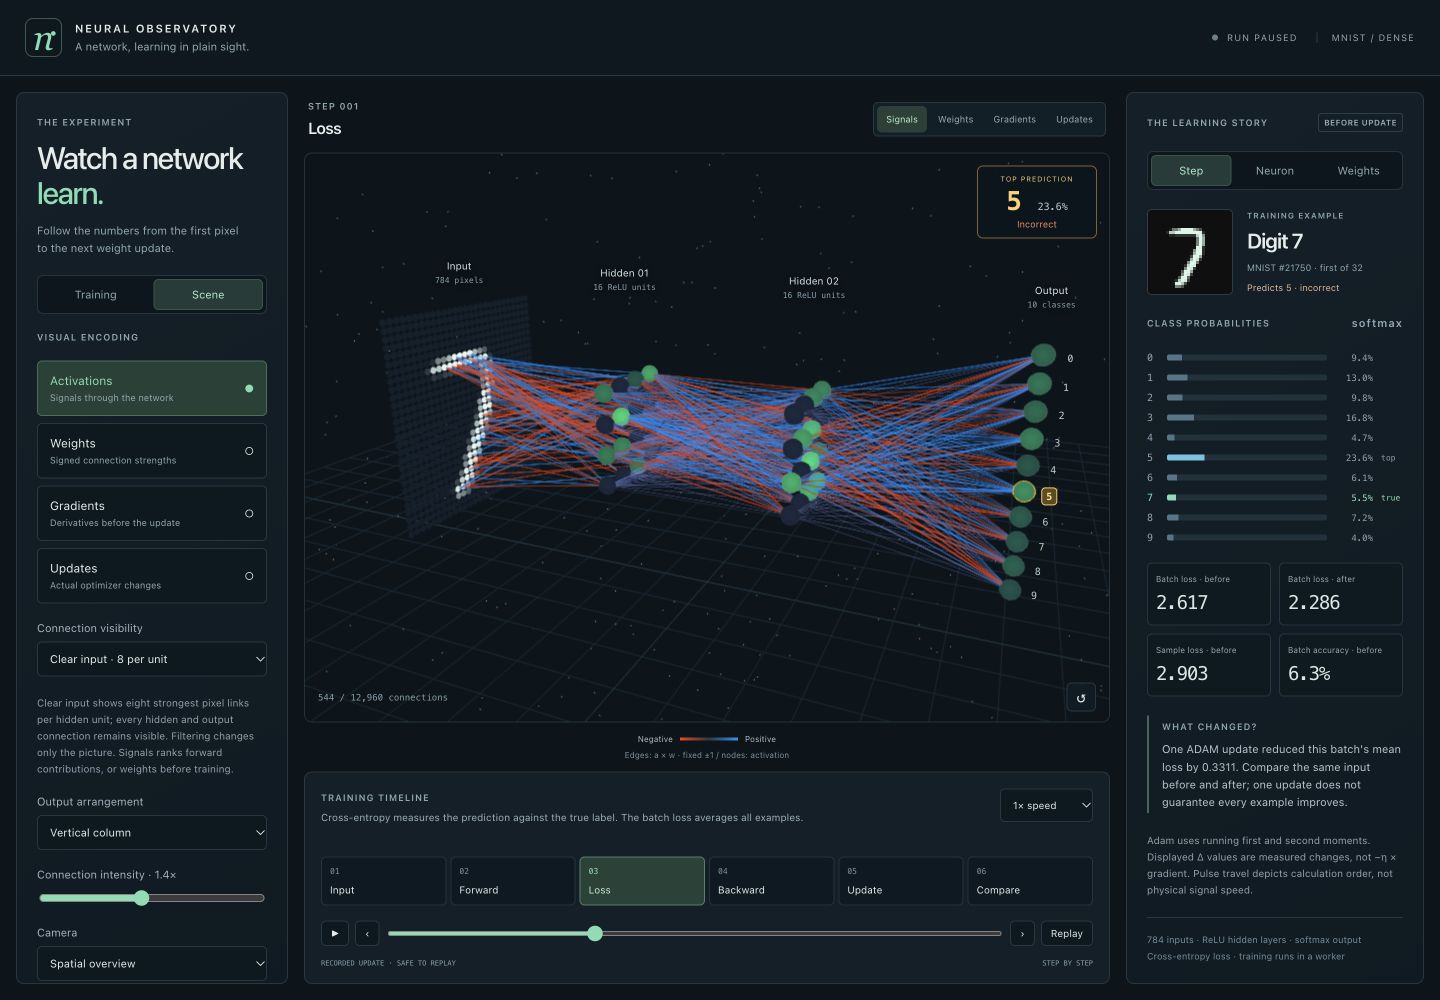 n
NEURAL OBSERVATORY
A network, learning in plain sight.
RUN PAUSED
MNIST / DENSE
THE EXPERIMENT
Watch a network
learn.
Follow the numbers from the first pixel
to the next weight update.
Training
Scene
VISUAL ENCODING
Activations
Signals through the network
Weights
Signed connection strengths
Gradients
Derivatives before the update
Updates
Actual optimizer changes
Connection visibility
Clear input · 8 per unit
Clear input shows eight strongest pixel links
per hidden unit; every hidden and output
connection remains visible. Filtering changes
only the picture. Signals ranks forward
contributions, or weights before training.
Output arrangement
Vertical column
Connection intensity · 1.4×
Camera
Spatial overview
STEP 001
Loss
Signals
Weights
Gradients
Updates
TOP PREDICTION
5 23.6%
Incorrect
Input
784 pixels
Hidden 01
16 ReLU units
Hidden 02
16 ReLU units
Output
10 classes
0
1
2
3
4
5
6
7
8
9
544 / 12,960 connections
↺
Negative
Positive
Edges: a × w · fixed ±1 / nodes: activation
TRAINING TIMELINE
Cross-entropy measures the prediction against the true label. The batch loss averages all examples.
1× speed
01
Input
02
Forward
03
Loss
04
Backward
05
Update
06
Compare
▶
‹
›
Replay
RECORDED UPDATE · SAFE TO REPLAY
STEP BY STEP
THE LEARNING STORY
BEFORE UPDATE
Step
Neuron
Weights
7
TRAINING EXAMPLE
Digit 7
MNIST #21750 · first of 32
Predicts 5 · incorrect
CLASS PROBABILITIES
softmax
0 9.4%
1 13.0%
2 9.8%
3 16.8%
4 4.7%
5 23.6% top
6 6.1%
7 5.5% true
8 7.2%
9 4.0%
Batch loss · before
2.617
Batch loss · after
2.286
Sample loss · before
2.903
Batch accuracy · before
6.3%
WHAT CHANGED?
One ADAM update reduced this batch's mean
loss by 0.3311. Compare the same input
before and after; one update does not
guarantee every example improves.
Adam uses running first and second moments.
Displayed Δ values are measured changes, not −η ×
gradient. Pulse travel depicts calculation order, not
physical signal speed.
784 inputs · ReLU hidden layers · softmax output
Cross-entropy loss · training runs in a worker